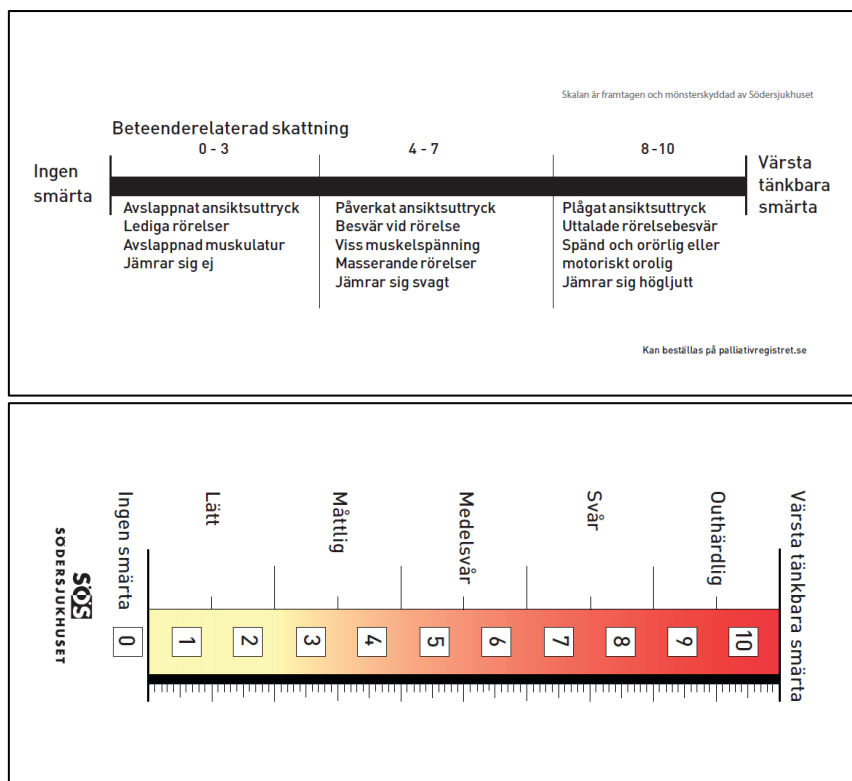 Skalan är framtagen och mönsterskyddad av Södersjukhuset
Beteenderelaterad skattning
0 - 3
4 - 7
8 -10
Ingen
smärta
Värsta
tänkbara
smärta
Avslappnat ansiktsuttryck
Lediga rörelser
Avslappnad muskulatur
Jämrar sig ej
Påverkat ansiktsuttryck
Besvär vid rörelse
Viss muskelspänning
Masserande rörelser
Jämrar sig svagt
Plågat ansiktsuttryck
Uttalade rörelsebesvär
Spänd och orörlig eller
motoriskt orolig
Jämrar sig högljutt
Kan beställas på palliativregistret.se
SÖS
SÖDERSJUKHUSET
Ingen smärta
Lätt
Måttlig
Medelsvår
Svår
Outhärdlig
Värsta tänkbara smärta
0
1
2
3
4
5
6
7
8
9
10